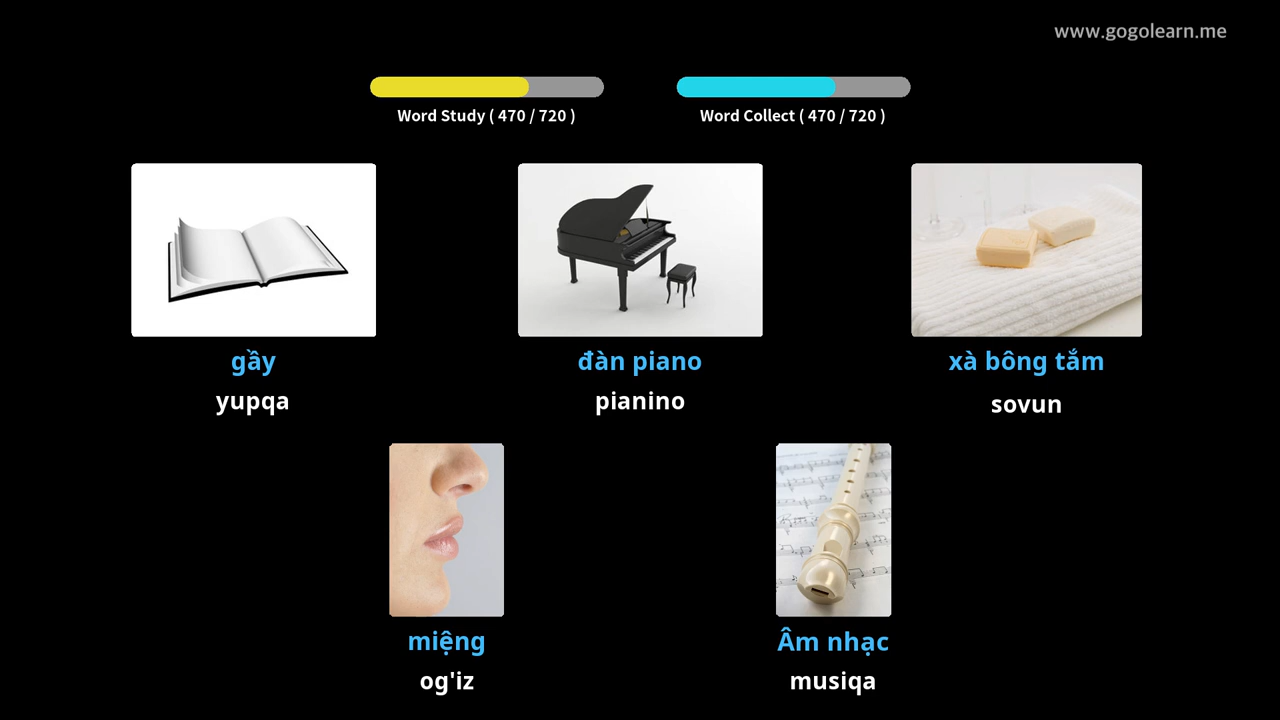 www.gogolearn.me
Word Study ( 470 / 720 )
Word Collect ( 470 / 720 )
gầy
yupqa
đàn piano
pianino
xà bông tắm
sovun
miệng
og'iz
Âm nhạc
musiqa